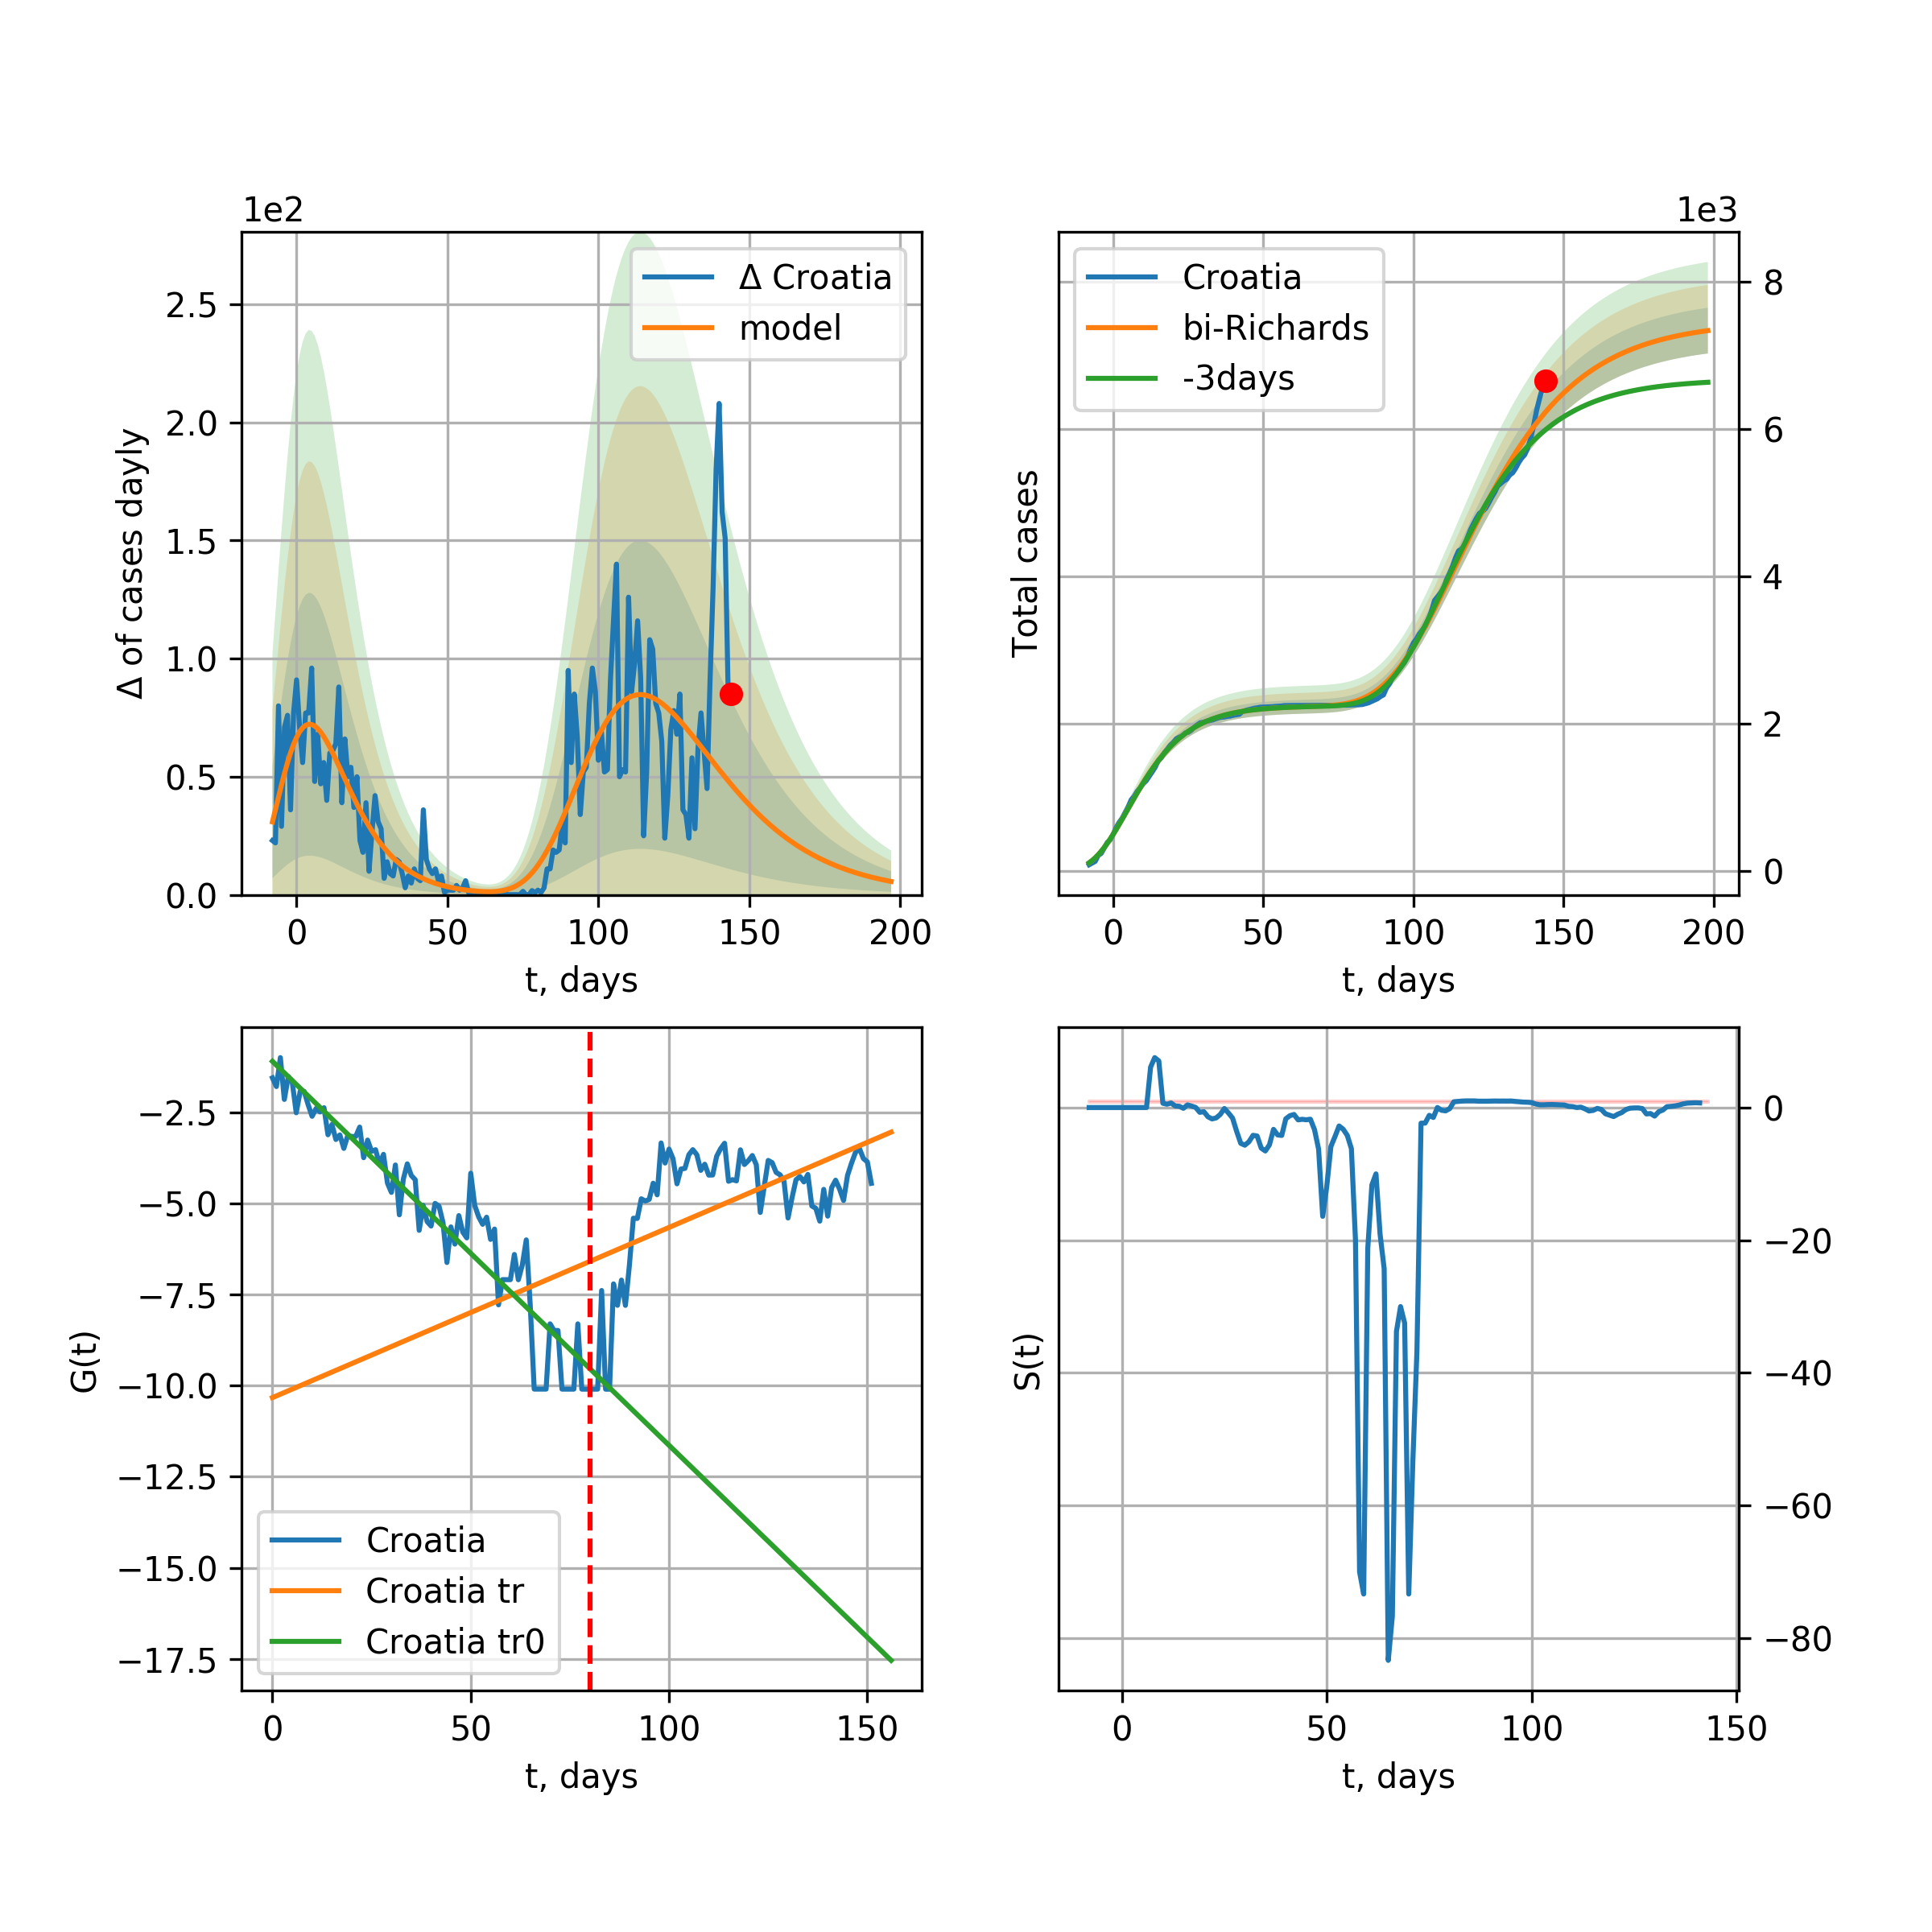 1e2
Δ Croatia
model
2.5
2.0
1.5
1.0
0.5
0.0
Δ of cases dayly
0 50 100 150 200
t, days
1e3
Croatia
bi-Richards
-3days
8
6
4
2
0
Total cases
0 50 100 150 200
t, days
−2.5
−5.0
−7.5
−10.0
−12.5
−15.0
−17.5
G(t)
Croatia
Croatia tr
Croatia tr0
0 50 100 150
t, days
0
−20
−40
−60
−80
S(t)
0 50 100 150
t, days